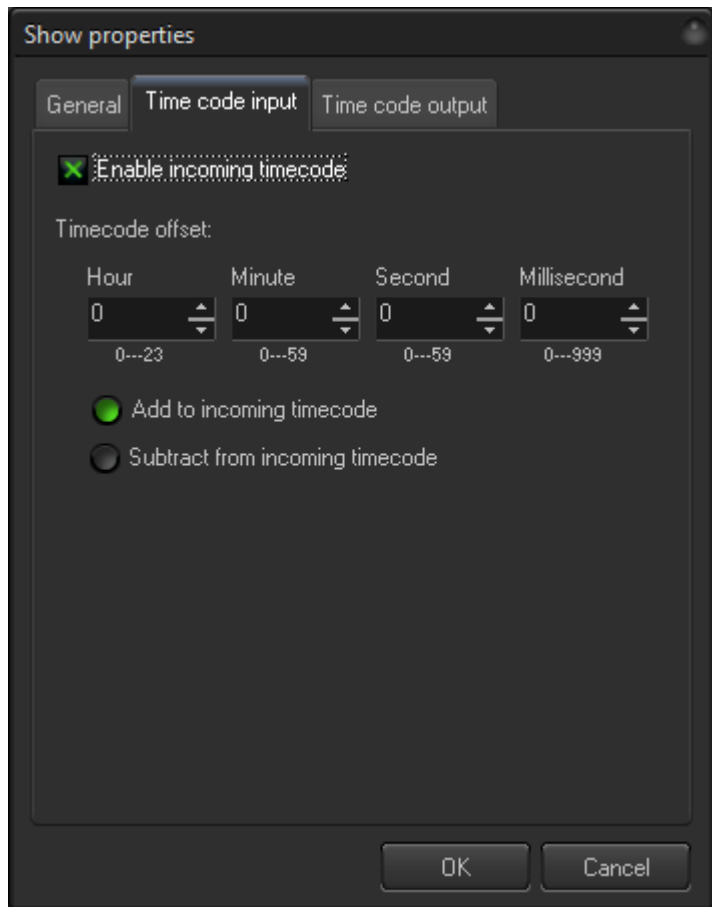 Show properties
General Time code input Time code output
Enable incoming timecode
Timecode offset:
Hour Minute Second Millisecond
0 0 0 0
0---23 0---59 0---59 0---999
Add to incoming timecode
Subtract from incoming timecode
OK Cancel